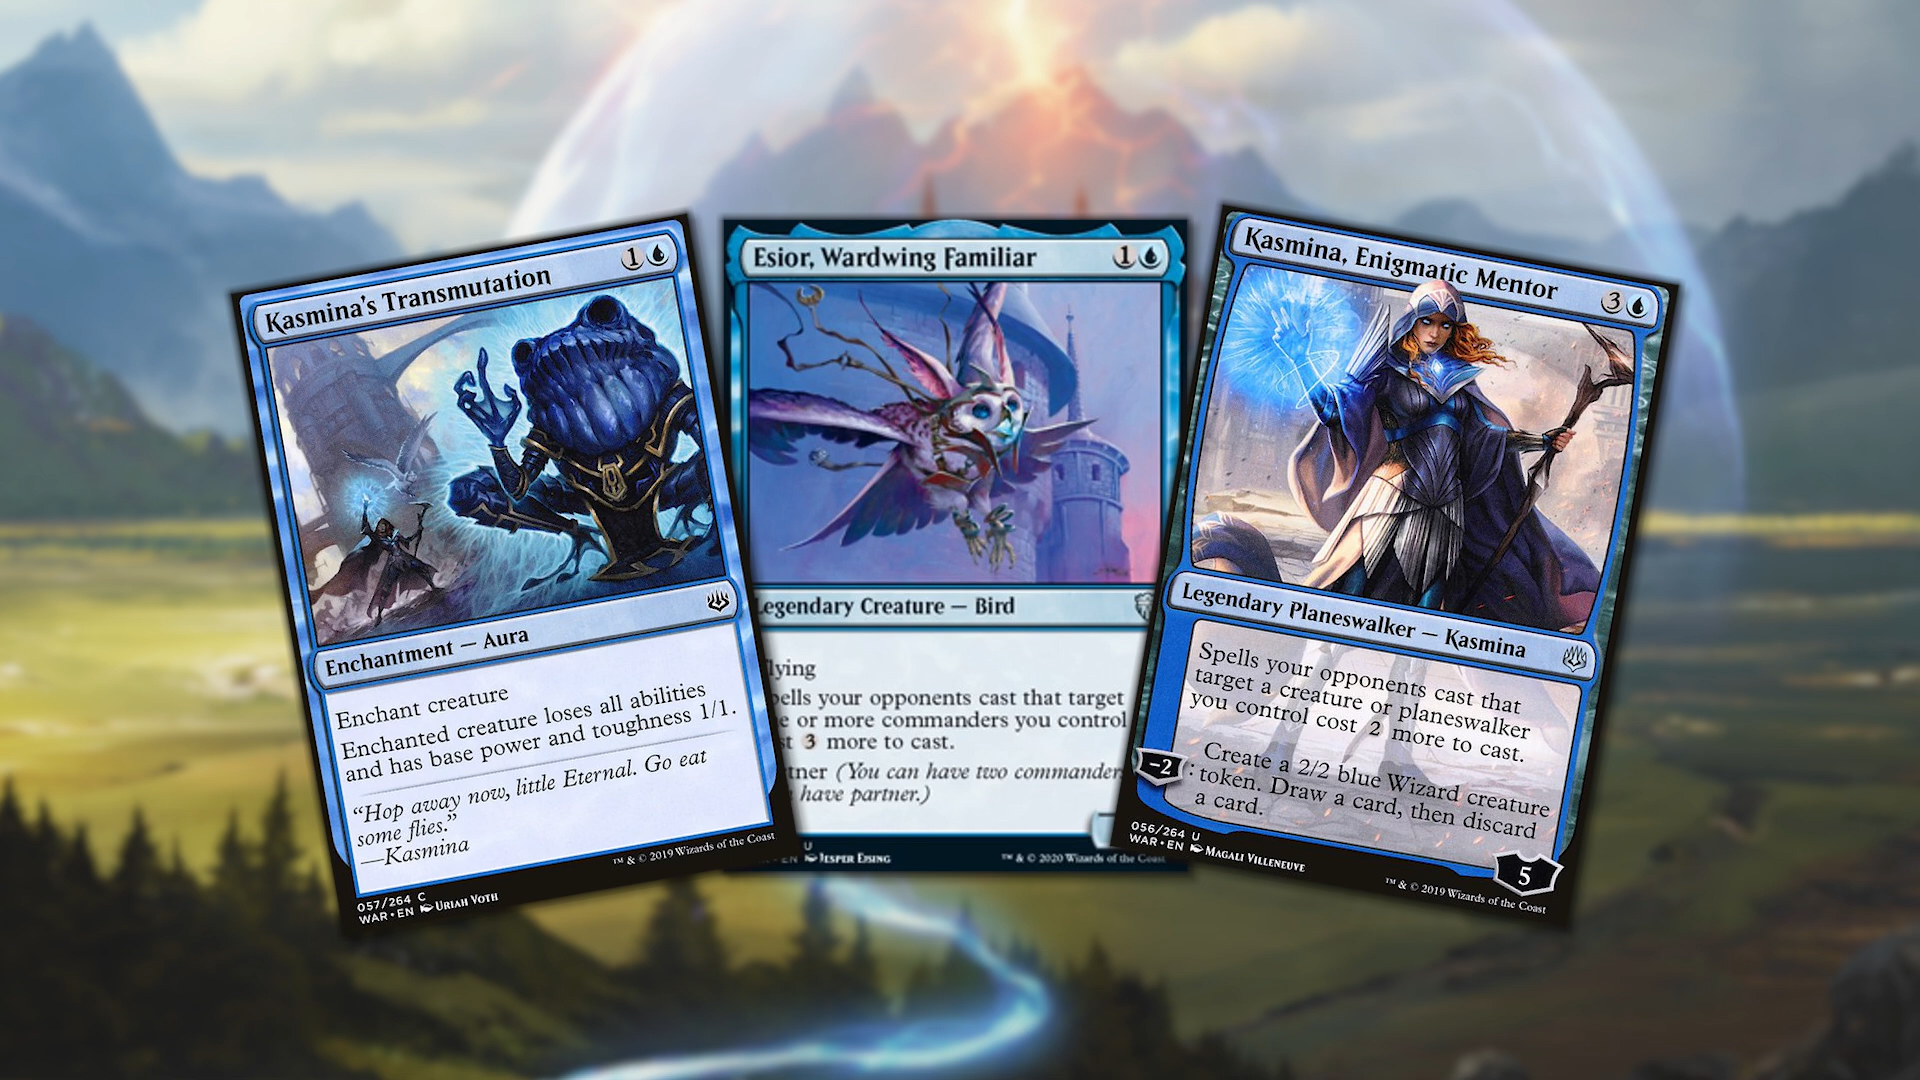 Kasmina's Transmutation 1
Enchantment — Aura
Enchant creature
Enchanted creature loses all abilities
and has base power and toughness 1/1.
“Hop away now, little Eternal. Go eat
some flies.”
—Kasmina
057/264 C
WAR • EN Uriah Voth
™ & © 2019 Wizards of the Coast
Esior, Wardwing Familiar 1
Legendary Creature — Bird
lying
ells your opponents cast that target
e or more commanders you control
t 3 more to cast.
tner (You can have two commander
have partner.)
U
EN Jesper Ejsing
™ & © 2020 Wizards of the Coast
Kasmina, Enigmatic Mentor 3
Legendary Planeswalker — Kasmina
Spells your opponents cast that
target a creature or planeswalker
you control cost 2 more to cast.
−2 : Create a 2/2 blue Wizard creature
token. Draw a card, then discard
a card.
5
056/264 U
WAR • EN Magali Villeneuve
™ & © 2019 Wizards of the Coast